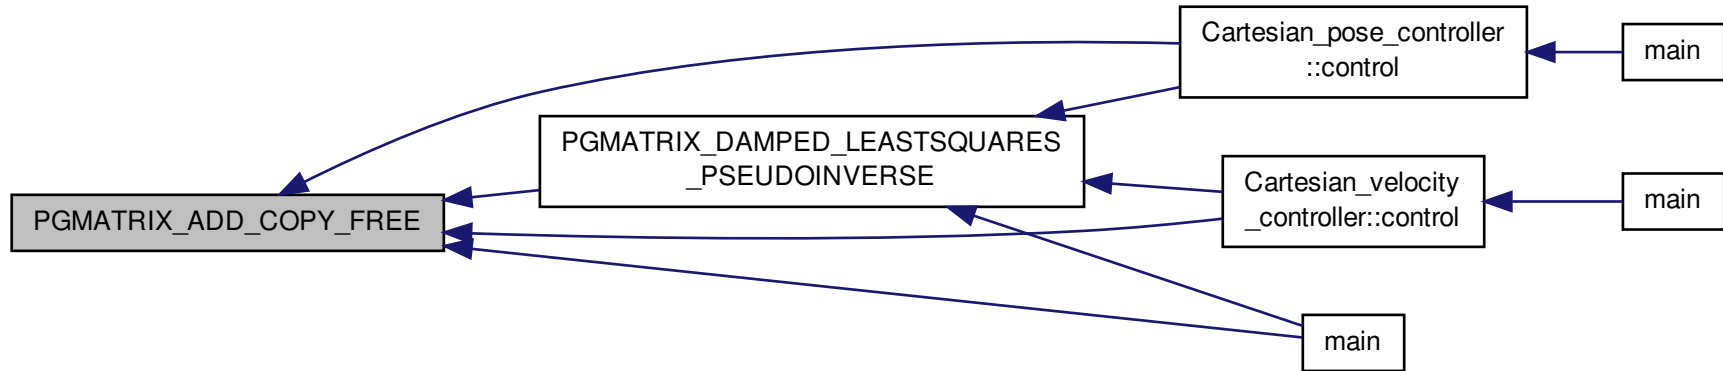 PGMATRIX_ADD_COPY_FREE
PGMATRIX_DAMPED_LEASTSQUARES
_PSEUDOINVERSE
Cartesian_pose_controller
::control
main
Cartesian_velocity
_controller::control
main
main